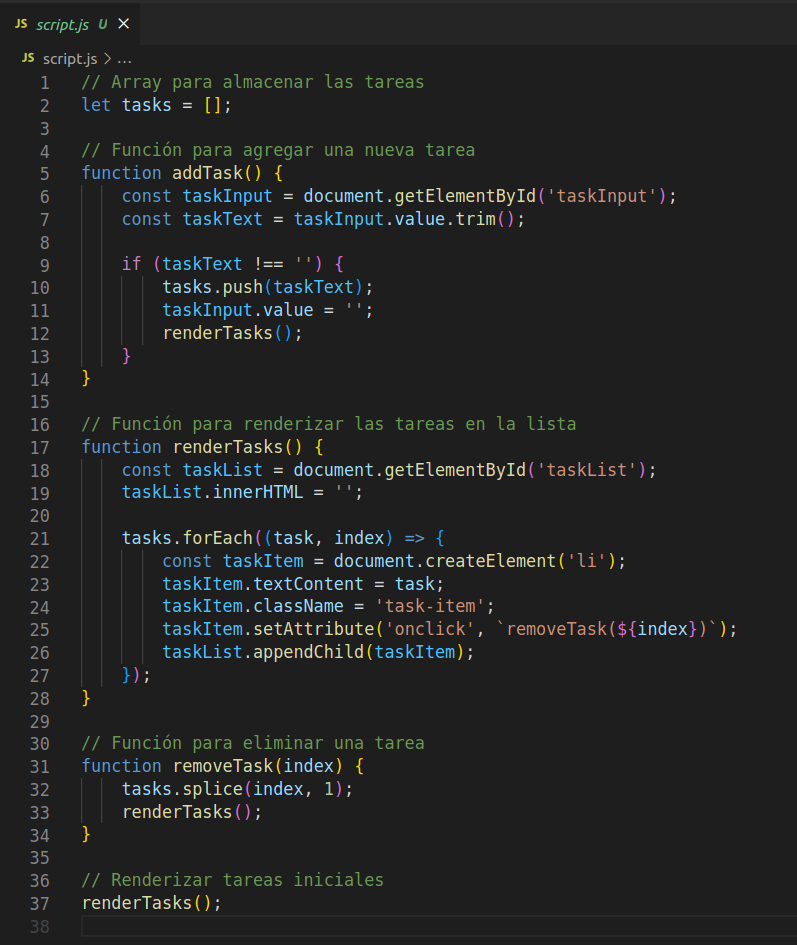 JS script.js U ×
JS script.js > ...
1 // Array para almacenar las tareas
2 let tasks = [];
3
4 // Función para agregar una nueva tarea
5 function addTask() {
6     const taskInput = document.getElementById('taskInput');
7     const taskText = taskInput.value.trim();
8
9     if (taskText !== '') {
10         tasks.push(taskText);
11         taskInput.value = '';
12         renderTasks();
13     }
14 }
15
16 // Función para renderizar las tareas en la lista
17 function renderTasks() {
18     const taskList = document.getElementById('taskList');
19     taskList.innerHTML = '';
20
21     tasks.forEach((task, index) => {
22         const taskItem = document.createElement('li');
23         taskItem.textContent = task;
24         taskItem.className = 'task-item';
25         taskItem.setAttribute('onclick', `removeTask(${index})`);
26         taskList.appendChild(taskItem);
27     });
28 }
29
30 // Función para eliminar una tarea
31 function removeTask(index) {
32     tasks.splice(index, 1);
33     renderTasks();
34 }
35
36 // Renderizar tareas iniciales
37 renderTasks();
38